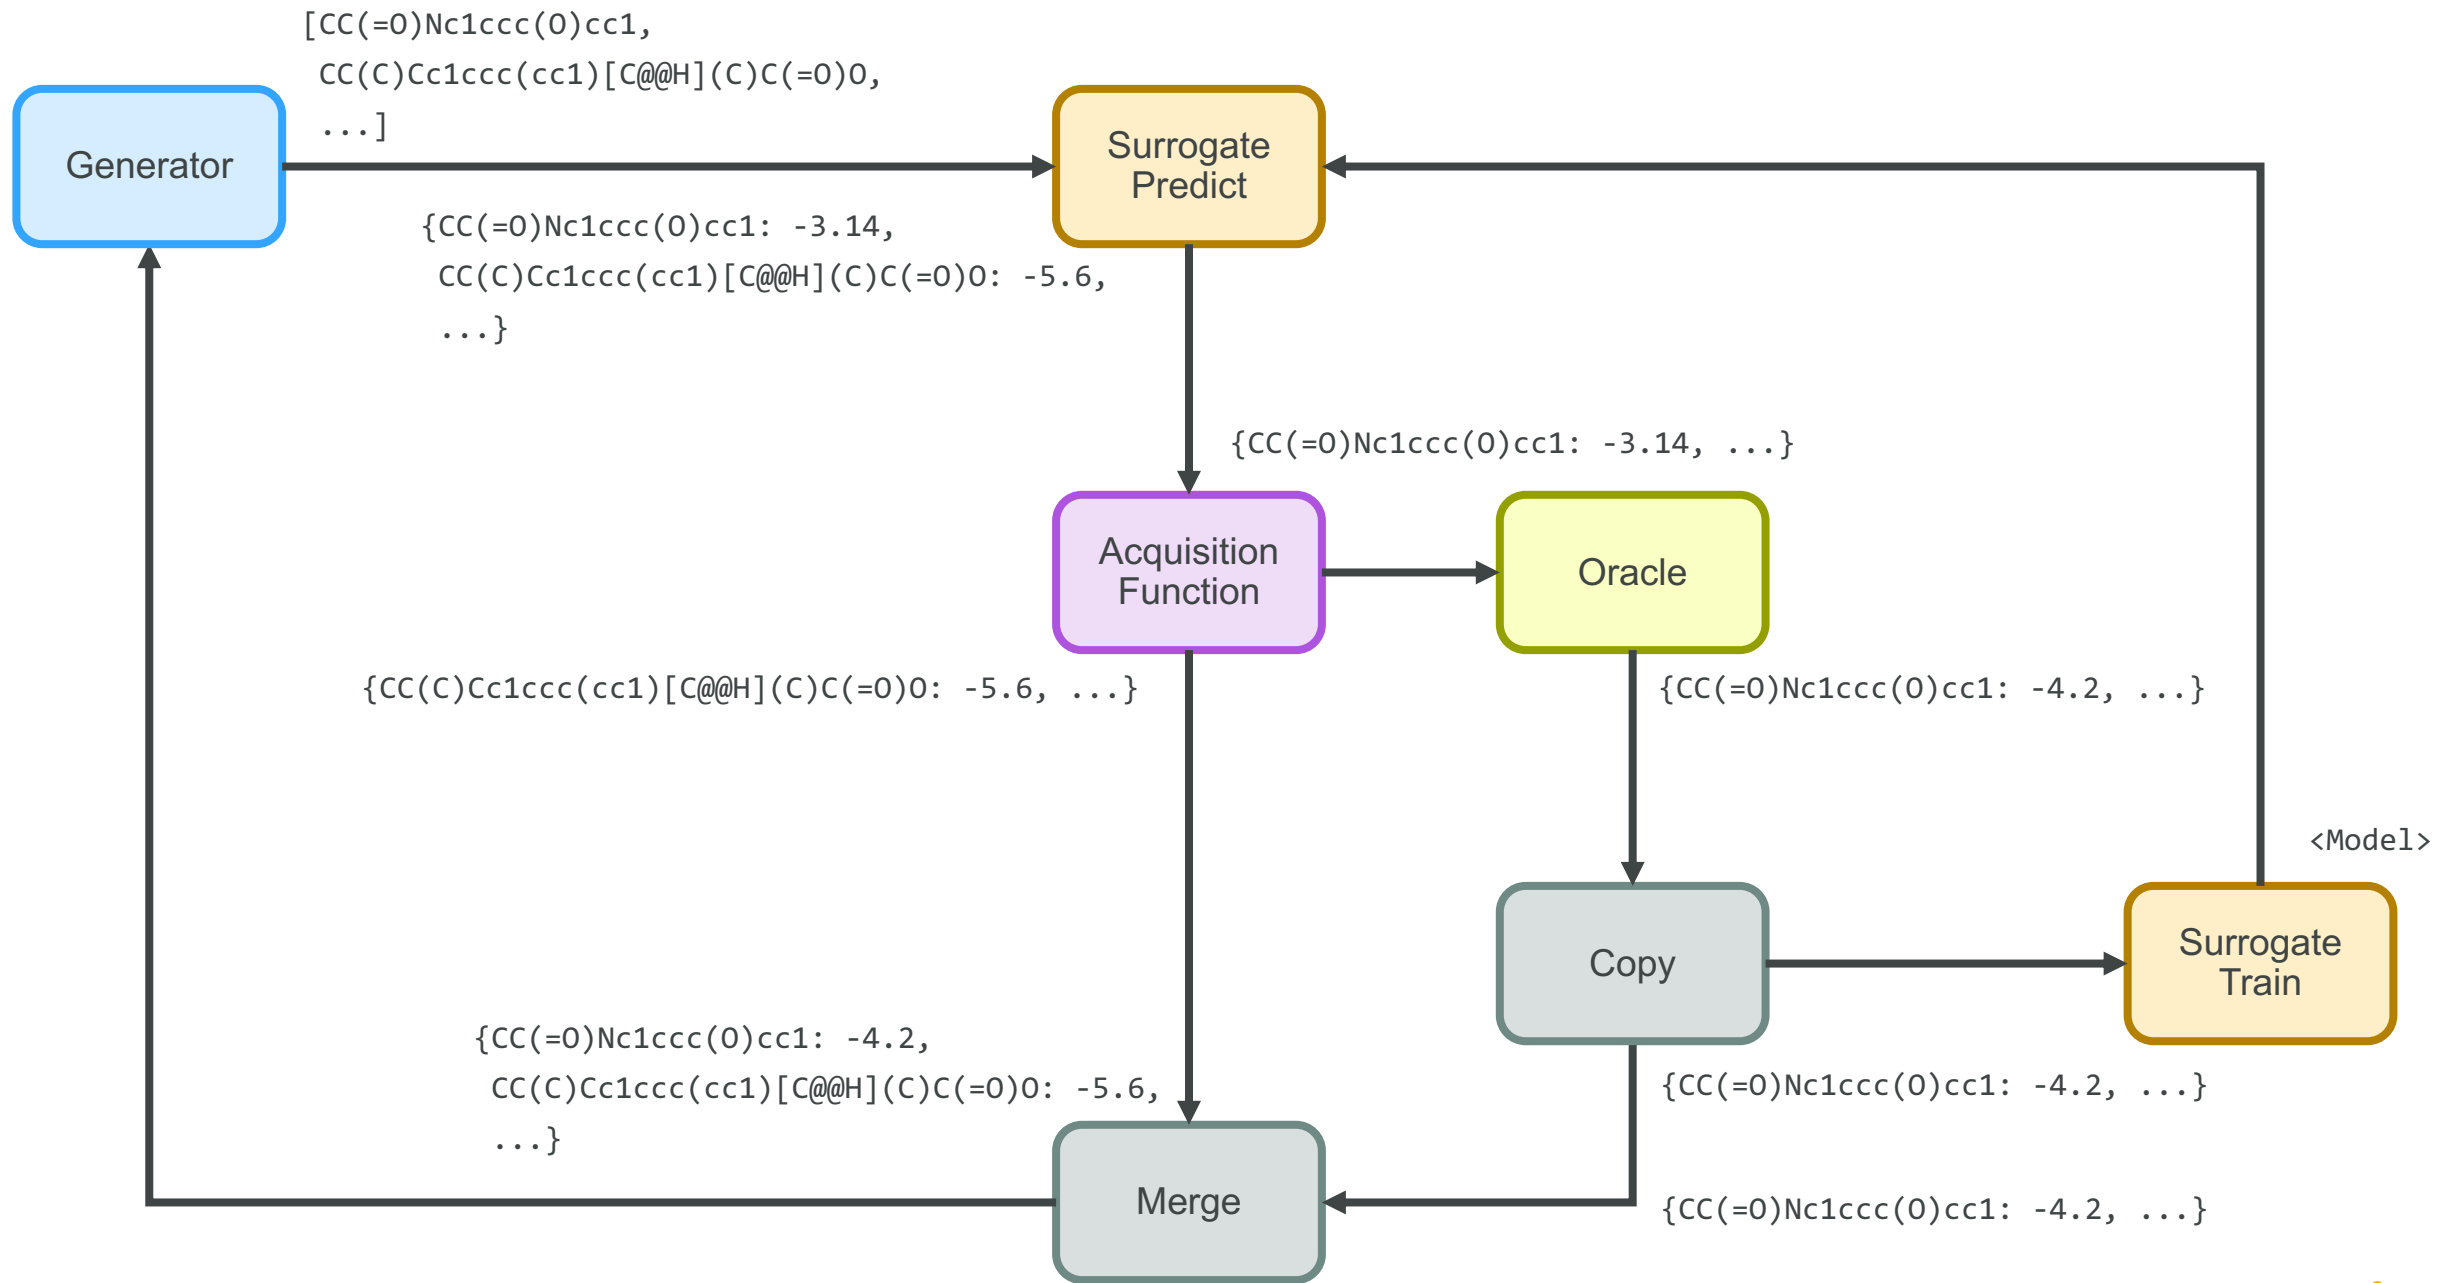 [CC(=O)Nc1ccc(O)cc1,
CC(C)Cc1ccc(cc1)[C@@H](C)C(=O)O,
...]
Generator
Surrogate
Predict
{CC(=O)Nc1ccc(O)cc1: -3.14,
CC(C)Cc1ccc(cc1)[C@@H](C)C(=O)O: -5.6,
...}
{CC(=O)Nc1ccc(O)cc1: -3.14, ...}
Acquisition
Function
Oracle
{CC(C)Cc1ccc(cc1)[C@@H](C)C(=O)O: -5.6, ...}
{CC(=O)Nc1ccc(O)cc1: -4.2, ...}
<Model>
Copy
Surrogate
Train
{CC(=O)Nc1ccc(O)cc1: -4.2,
CC(C)Cc1ccc(cc1)[C@@H](C)C(=O)O: -5.6,
...}
{CC(=O)Nc1ccc(O)cc1: -4.2, ...}
Merge
{CC(=O)Nc1ccc(O)cc1: -4.2, ...}